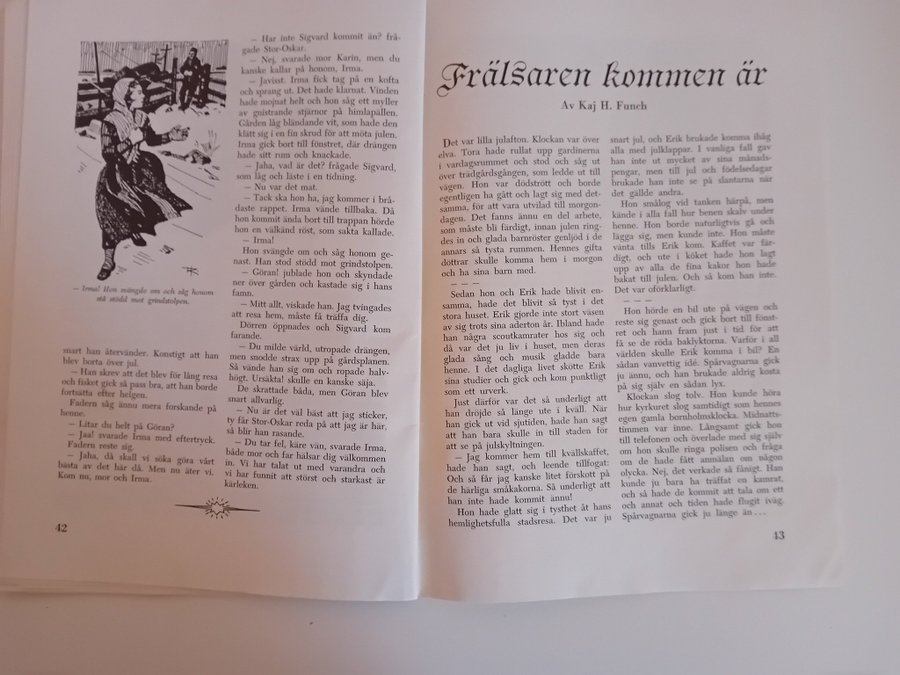 — Irma! Hon svängde om och såg honom
stå stödd mot grindstolpen.
snart han återvänder. Konstigt att han
blev borta över jul.
— Han skrev att det blev för lång resa
och fisket gick så pass bra, att han borde
fortsätta efter helgen.
Fadern såg ännu mera forskande på
henne.
— Litar du helt på Göran?
— Jaa! svarade Irma med eftertryck.
Fadern reste sig.
— Jaha, då skall vi söka göra vårt
bästa av det här då. Men nu äter vi.
Kom nu, mor och Irma.
42
— Har inte Sigvard kommit än? frå-
gade Stor-Oskar.
— Nej, svarade mor Karin, men du
kanske kallar på honom, Irma.
— Javisst. Irma fick tag på en kofta
och sprang ut. Det hade klarnat. Vinden
hade mojnat helt och hon såg ett myller
av gnistrande stjärnor på himlapällen.
Gården låg bländande vit, som hade den
klätt sig i en fin skrud för att möta julen.
Irma gick bort till fönstret, där drängen
hade sitt rum och knackade.
— Jaha, vad är det? frågade Sigvard,
som låg och läste i en tidning.
— Nu var det mat.
— Tack ska hon ha, jag kommer i brå-
daste rappet. Irma vände tillbaka. Då
hon kommit ända bort till trappan hörde
hon en välkänd röst, som sakta kallade.
— Irma!
Hon svängde om och såg honom ge-
nast. Han stod stödd mot grindstolpen.
— Göran! jublade hon och skyndade
ner över gården och kastade sig i hans
famn.
— Mitt allt, viskade han. Jag tvingades
att resa hem, måste få träffa dig.
Dörren öppnades och Sigvard kom
farande.
— Du milde värld, utropade drängen,
men snodde strax upp på gårdsplanen.
Så vände han sig om och ropade halv-
högt. Ursäkta! skulle en kanske säja.
De skrattade båda, men Göran blev
snart allvarlig.
— Nu är det väl bäst att jag sticker,
ty får Stor-Oskar reda på att jag är här,
så blir han rasande.
— Du tar fel, käre vän, svarade Irma,
både mor och far hälsar dig välkommen
in. Vi har talat ut med varandra och
vi har funnit att störst och starkast är
kärleken.
Frälsaren kommen är
Av Kaj H. Funch
Det var lilla julafton. Klockan var över
elva. Tora hade rullat upp gardinerna
i vardagsrummet och stod och såg ut
över trädgårdsgången, som ledde ut till
vägen. Hon var dödstrött och borde
egentligen ha gått och lagt sig med det-
samma, för att vara utvilad till morgon-
dagen. Det fanns ännu en del arbete,
som måste bli färdigt, innan julen ring-
des in och glada barnröster genljöd i de
annars så tysta rummen. Hennes gifta
döttrar skulle komma hem i morgon
och ha sina barn med.
— — —
Sedan hon och Erik hade blivit en-
samma, hade det blivit så tyst i det
stora huset. Erik gjorde inte stort väsen
av sig trots sina aderton år. Ibland hade
han några scoutkamrater hos sig och
då var det ju liv i huset, men deras
glada sång och musik gladde bara
henne. I det dagliga livet skötte Erik
sina studier och gick och kom punktligt
som ett urverk.
Just därför var det så underligt att
han dröjde så länge ute i kväll. När
han gick ut vid sjutiden, hade han sagt
att han bara skulle in till staden för
att se på julskyltningen.
— Jag kommer hem till kvällskaffet,
hade han sagt, och leende tillfogat:
Och så får jag kanske litet förskott på
de härliga småkakorna. Så underligt att
han inte hade kommit ännu!
Hon hade glatt sig i tysthet åt hans
hemlighetsfulla stadsresa. Det var ju
snart jul, och Erik brukade komma ihåg
alla med julklappar. I vanliga fall gav
han inte ut mycket av sina månads-
pengar, men till jul och födelsedagar
brukade han inte se på slantarna när
det gällde andra.
Hon smålog vid tanken härpå, men
kände i alla fall hur benen skalv under
henne. Hon borde naturligtvis gå och
lägga sig, men kunde inte. Hon måste
vänta tills Erik kom. Kaffet var fär-
digt, och ute i köket hade hon lagt
upp av alla de fina kakor hon hade
bakat till julen. Och så kom han inte.
Det var oförklarligt.
— — —
Hon hörde en bil ute på vägen och
reste sig genast och gick bort till fönst-
ret och hann fram just i tid för att
få se de röda baklyktorna. Varför i all
världen skulle Erik komma i bil? En
sådan vanvettig idé. Spårvagnarna gick
ju ännu, och han brukade aldrig kosta
på sig själv en sådan lyx.
Klockan slog tolv. Hon kunde höra
hur kyrkuret slog samtidigt som hennes
egen gamla bornholmsklocka. Midnatts-
timmen var inne. Långsamt gick hon
till telefonen och överlade med sig själv
om hon skulle ringa polisen och fråga
om de hade fått anmälan om någon
olycka. Nej, det verkade så fånigt. Han
kunde ju bara ha träffat en kamrat,
och så hade de kommit att tala om ett
och annat och tiden hade flugit iväg.
Spårvagnarna gick ju länge än . . .
43